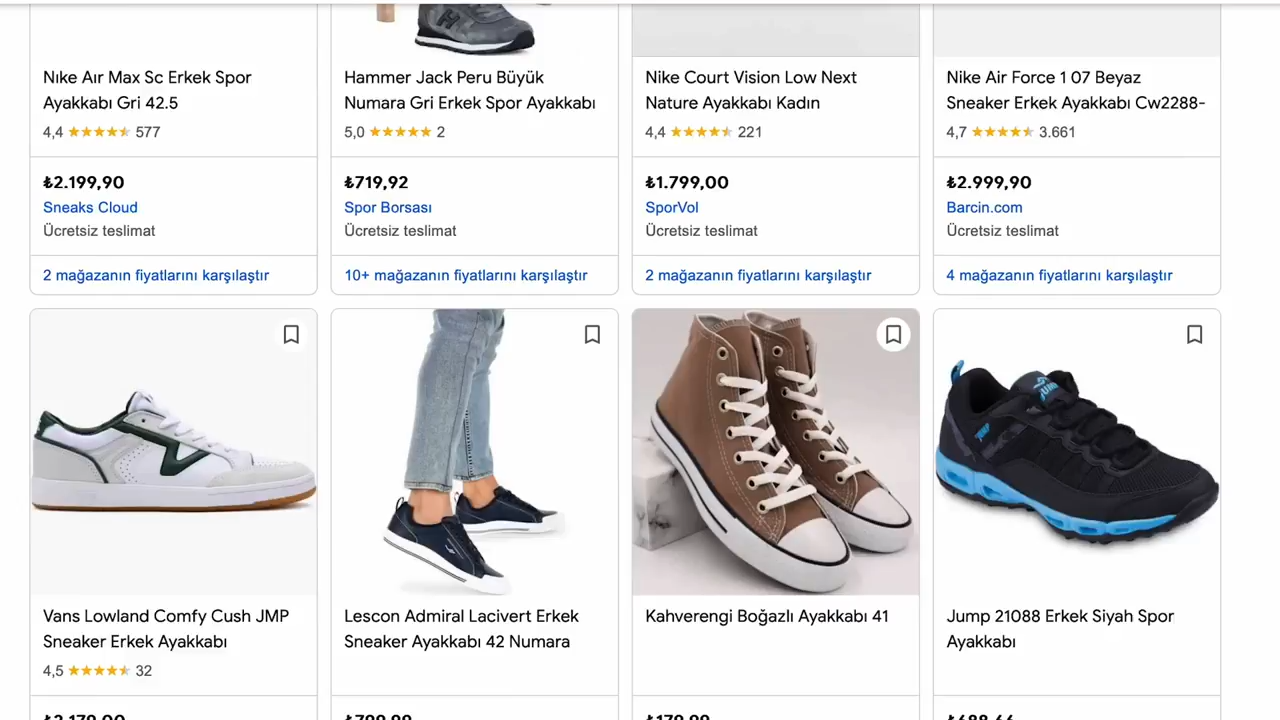 Nıke Aır Max Sc Erkek Spor
Ayakkabı Gri 42.5
4,4 577
₺2.199,90
Sneaks Cloud
Ücretsiz teslimat
2 mağazanın fiyatlarını karşılaştır
Hammer Jack Peru Büyük
Numara Gri Erkek Spor Ayakkabı
5,0 2
₺719,92
Spor Borsası
Ücretsiz teslimat
10+ mağazanın fiyatlarını karşılaştır
Nike Court Vision Low Next
Nature Ayakkabı Kadın
4,4 221
₺1.799,00
SporVol
Ücretsiz teslimat
2 mağazanın fiyatlarını karşılaştır
Nike Air Force 1 07 Beyaz
Sneaker Erkek Ayakkabı Cw2288-
4,7 3.661
₺2.999,90
Barcin.com
Ücretsiz teslimat
4 mağazanın fiyatlarını karşılaştır
Vans Lowland Comfy Cush JMP
Sneaker Erkek Ayakkabı
4,5 32
Lescon Admiral Lacivert Erkek
Sneaker Ayakkabı 42 Numara
Kahverengi Boğazlı Ayakkabı 41
JUMP
JUMP
Jump 21088 Erkek Siyah Spor
Ayakkabı